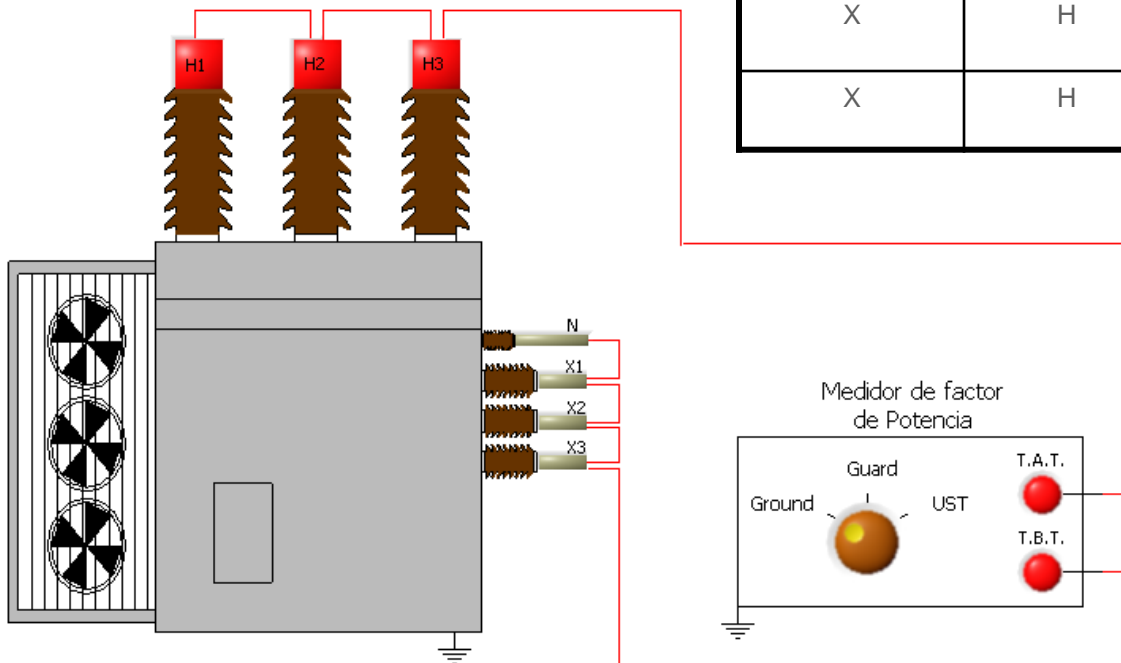 X H
X H
H1 H2 H3
N
X1
X2
X3
Medidor de factor
de Potencia
Ground Guard UST
T.A.T.
T.B.T.